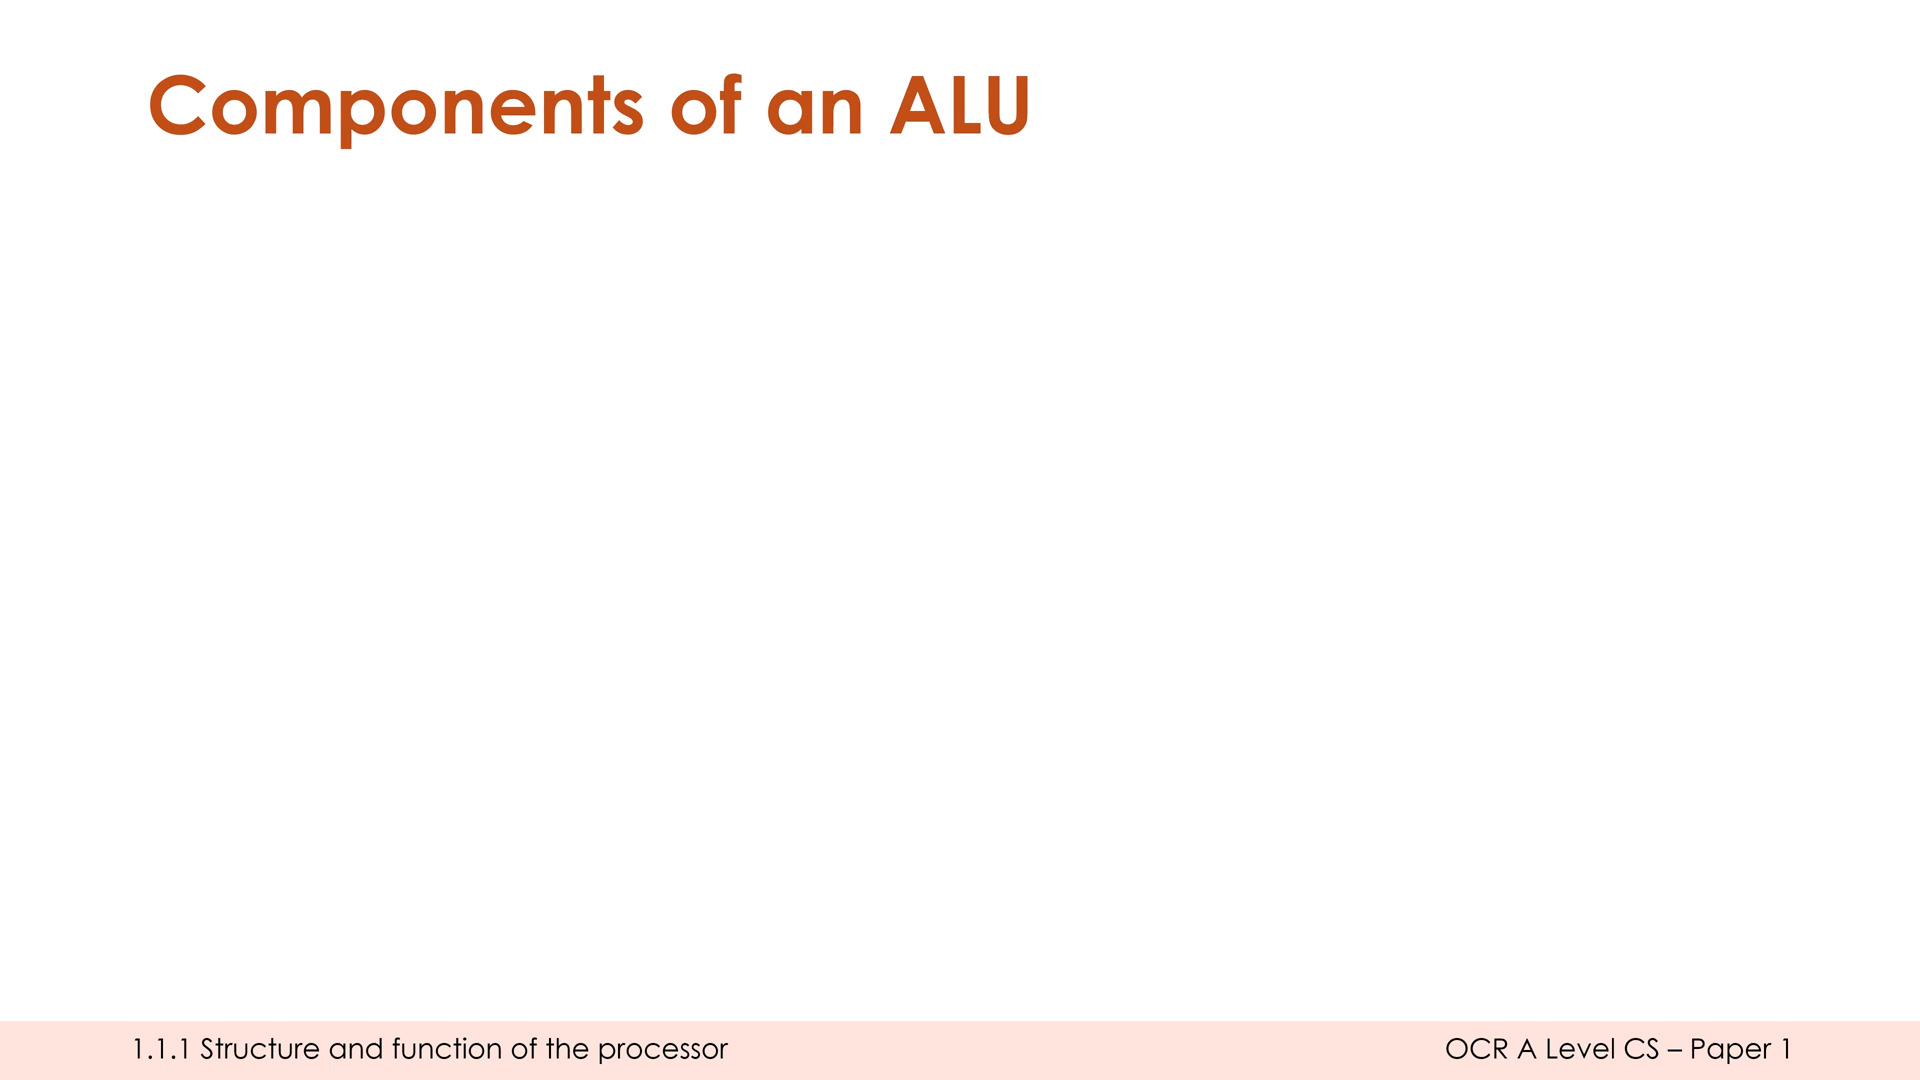 Components of an ALU
1.1.1 Structure and function of the processor
OCR A Level CS – Paper 1